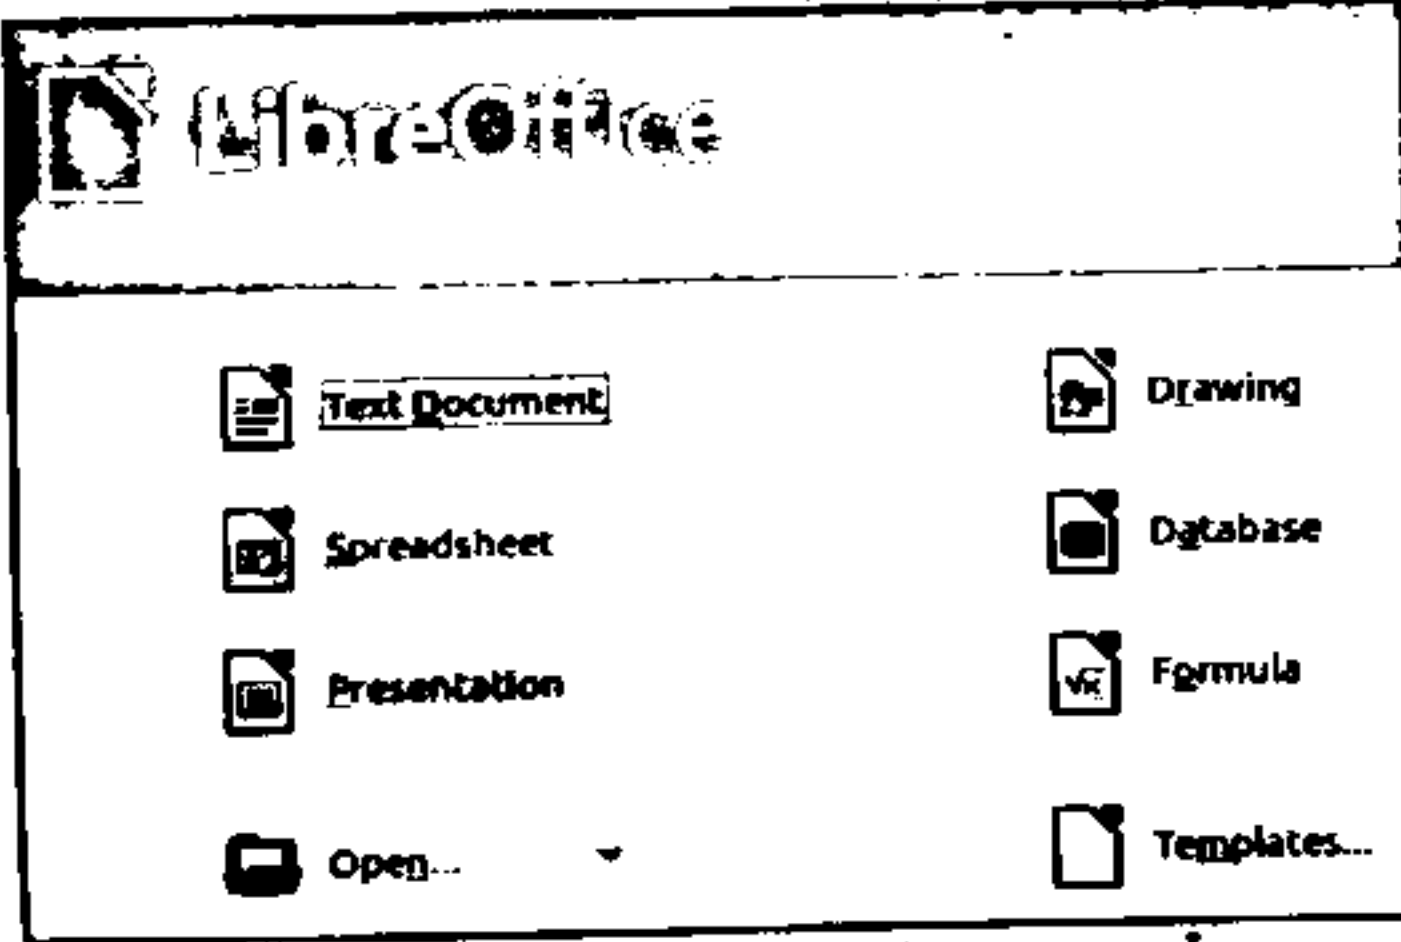 LibreOffice
Text Document
Drawing
Spreadsheet
Database
Presentation
Formula
Open...
Templates...